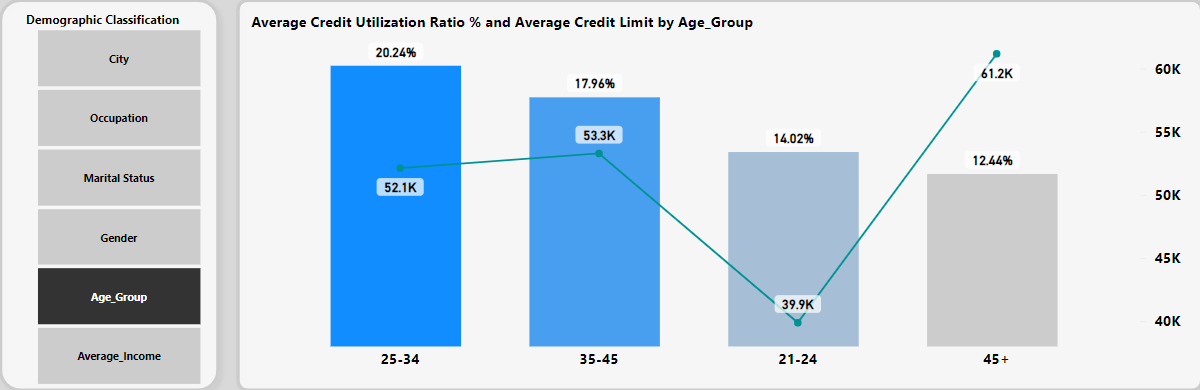 Demographic Classification
City
Occupation
Marital Status
Gender
Age_Group
Average_Income
Average Credit Utilization Ratio % and Average Credit Limit by Age_Group
20.24%
17.96%
14.02%
12.44%
52.1K
53.3K
39.9K
61.2K
60K
55K
50K
45K
40K
25-34
35-45
21-24
45+